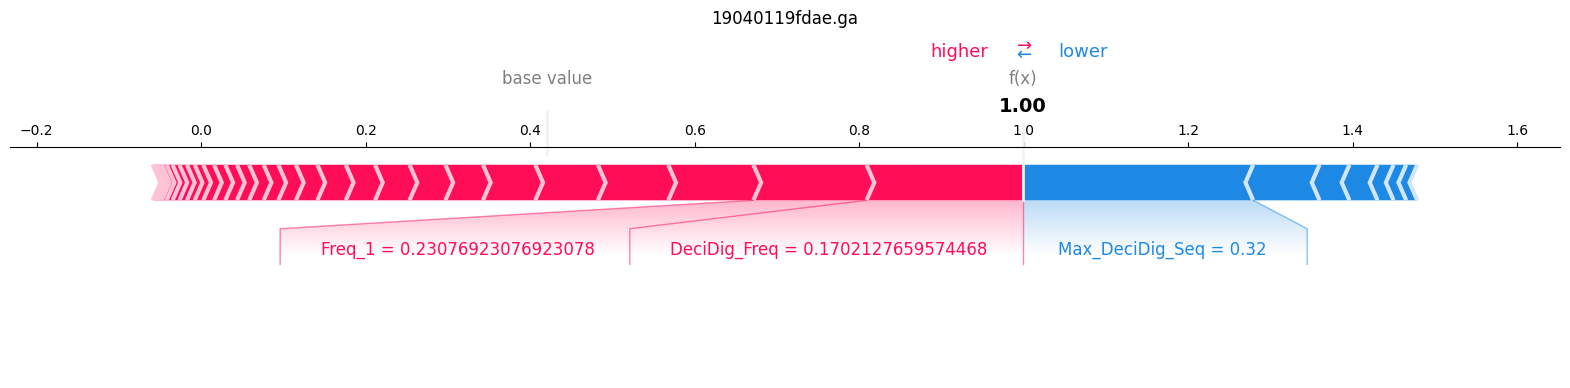 19040119fdae.ga
higher ⇄ lower
base value f(x)
1.00
−0.2 0.0 0.2 0.4 0.6 0.8 1.0 1.2 1.4 1.6
Freq_1 = 0.23076923076923078 DeciDig_Freq = 0.1702127659574468 Max_DeciDig_Seq = 0.32